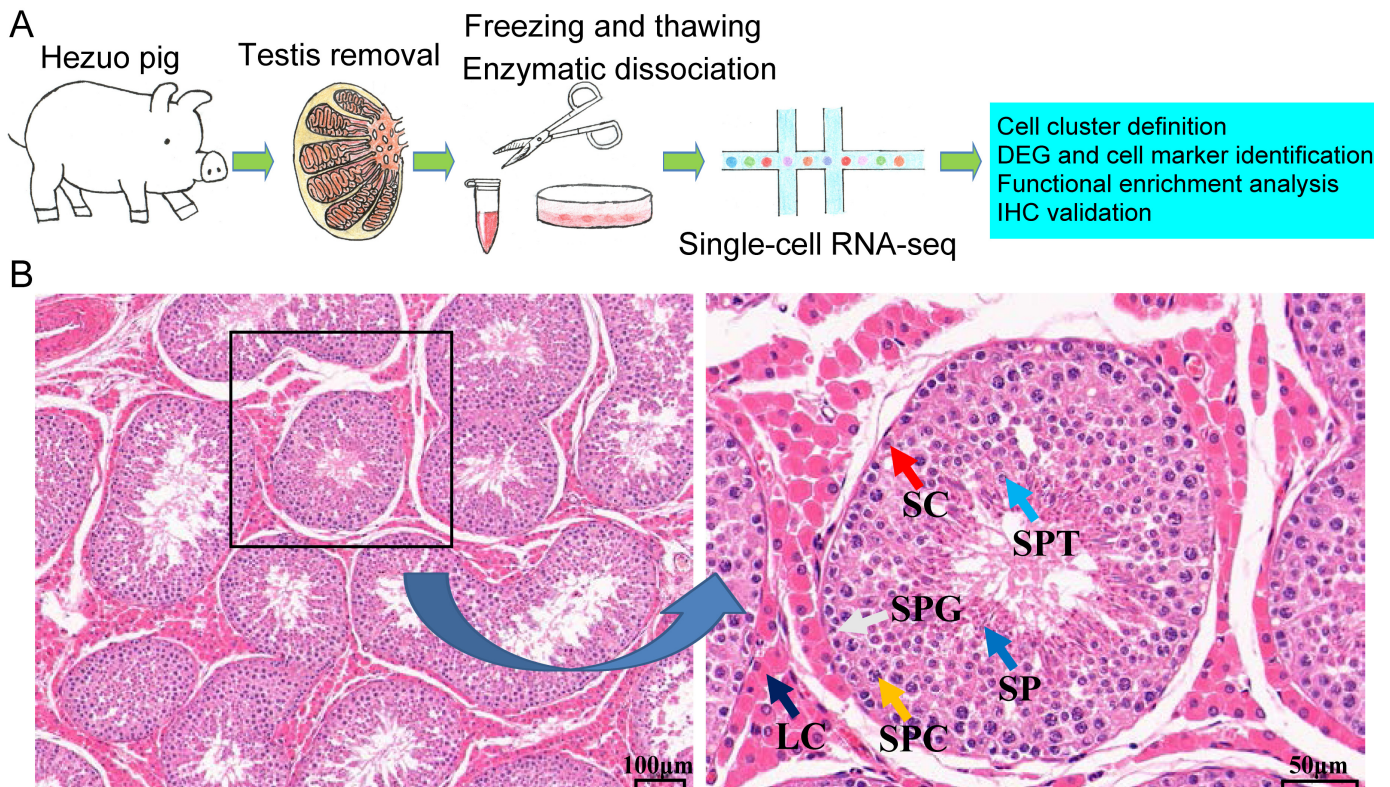 A
Hezuo pig
Testis removal
Freezing and thawing
Enzymatic dissociation
Single-cell RNA-seq
Cell cluster definition
DEG and cell marker identification
Functional enrichment analysis
IHC validation
B
SC
SPT
SPG
SP
LC
SPC
100μm
50μm